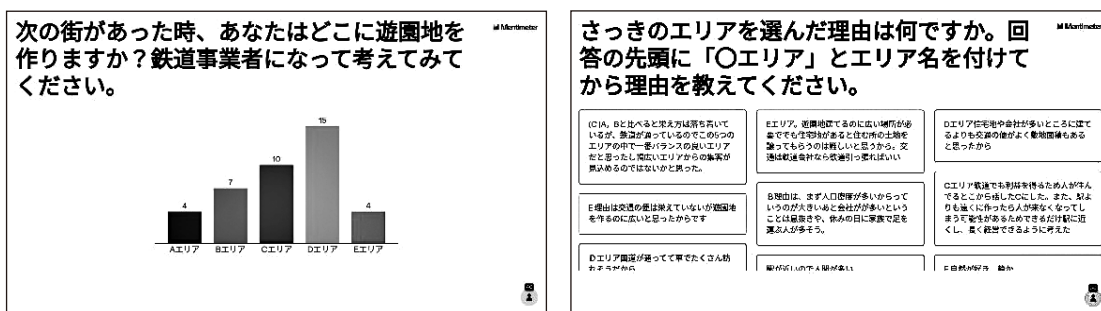 次の街があった時、あなたはどこに遊園地を
作りますか？鉄道事業者になって考えてみて
ください。
Mentimeter
4
7
10
15
4
Aエリア
Bエリア
Cエリア
Dエリア
Eエリア
さっきのエリアを選んだ理由は何ですか。回
答の先頭に「〇エリア」とエリア名を付けて
から理由を教えてください。
Mentimeter
(C)A，Bと比べると栄え方は落ち着いて
いるが、鉄道が通っているのでこの5つの
エリアの中で一番バランスの良いエリア
だと思ったし幅広いエリアからの集客が
見込めるのではないかと思った。
E理由は交通の便は栄えていないが遊園地
を作るのに広いと思ったからです
Dエリア国道が通ってて車でたくさん訪
れそうだから
Eエリア。遊園地建てるのに広い場所が必
要ででも住宅地があると住む所の土地を
譲ってもらうのは難しいと思うから。交
通は鉄道会社なら鉄道引っ張ればいい
B理由は、まず人口密度が多いからって
いうのが大きいあと会社がが多いという
ことは息抜きや、休みの日に家族で足を
運ぶ人が多そう。
駅が近いので人間が多い
Dエリア住宅地や会社が多いところに建て
るよりも交通の便がよく敷地面積もある
と思ったから
Cエリア鉄道でも利益を得るため人が住ん
でるとこから話したCにした。また、駅よ
りも遠くに作ったら人が来なくなってし
まう可能性があるためできるだけ駅に近
くし、長く経営できるように考えた
E 自然が好き、静か